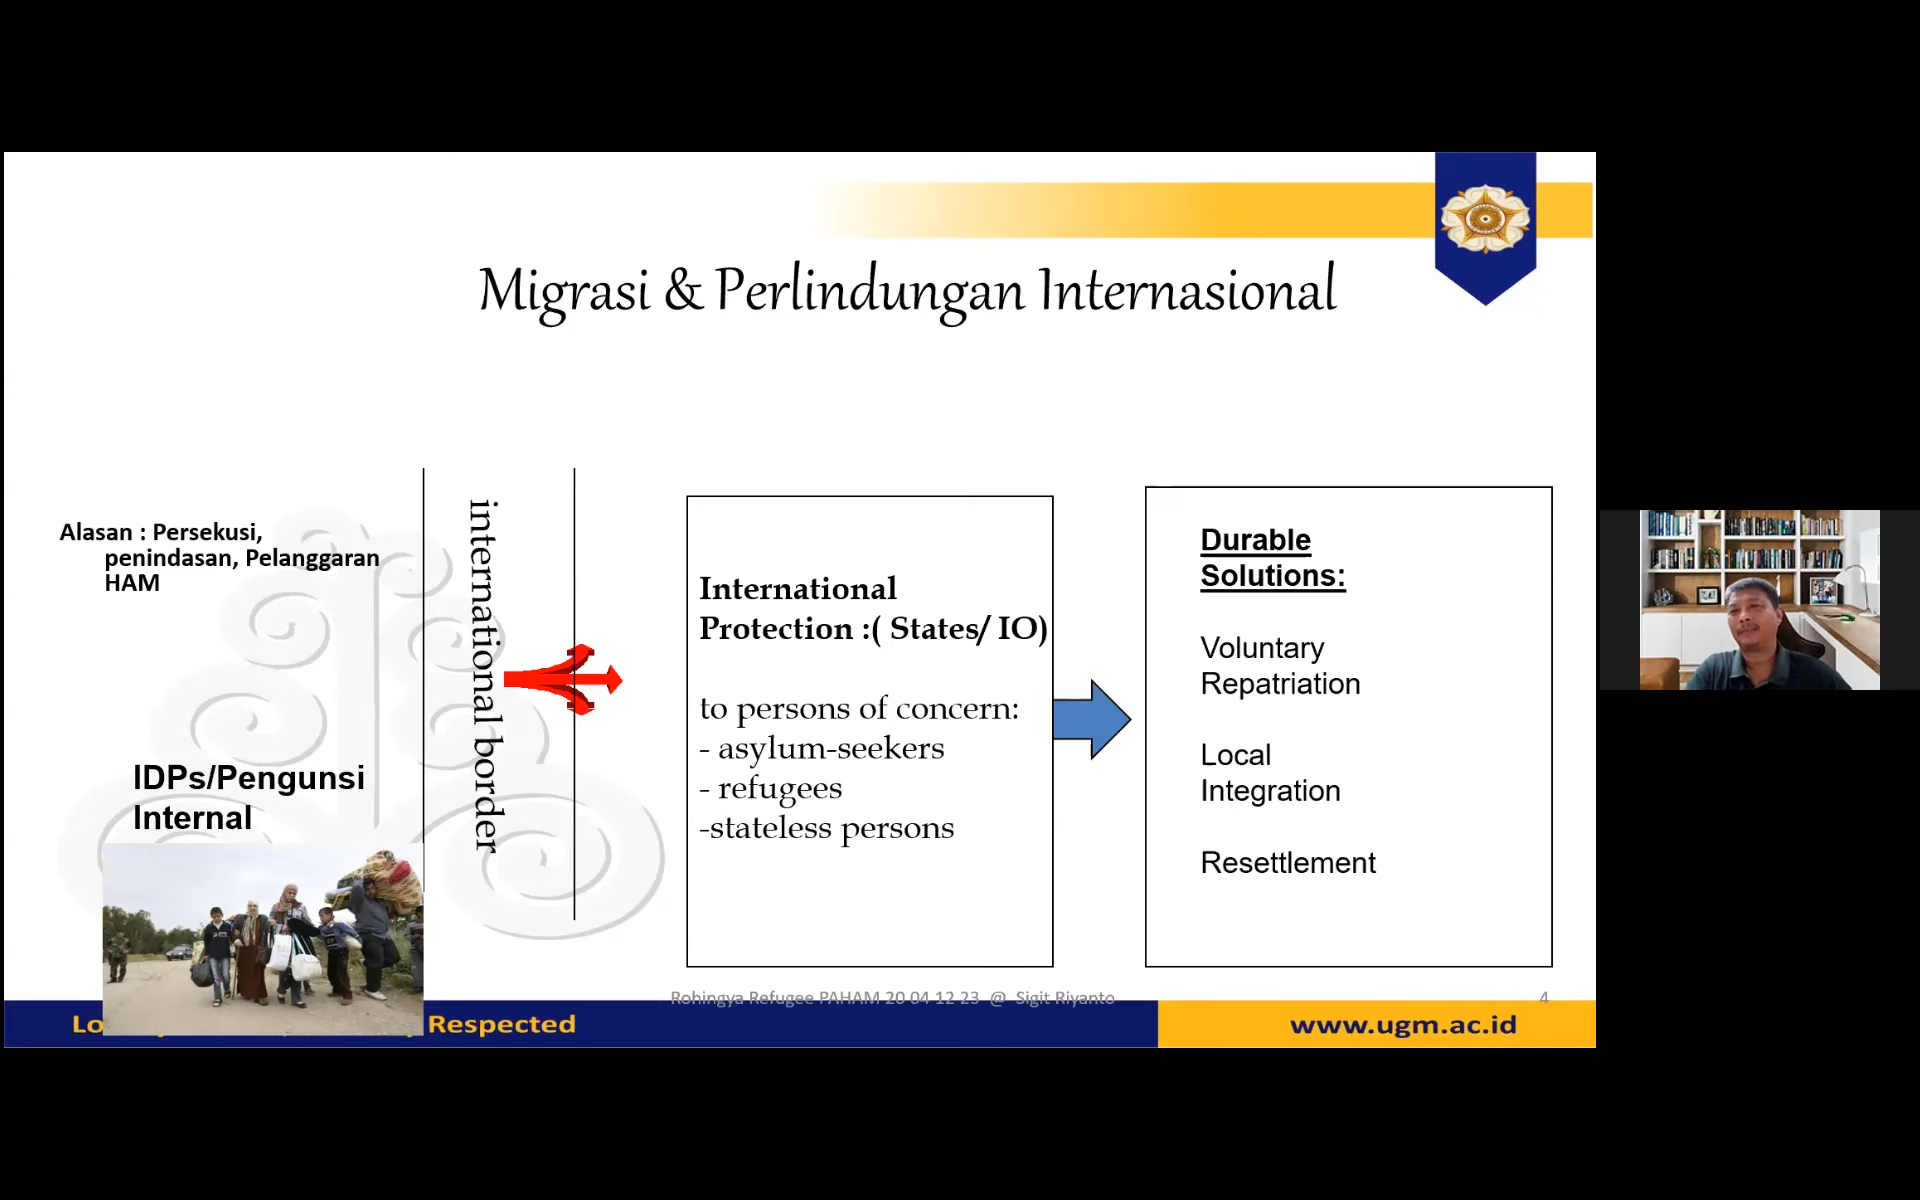 Migrasi & Perlindungan Internasional
Alasan : Persekusi,
penindasan, Pelanggaran
HAM
IDPs/Pengunsi
Internal
international border
International
Protection :( States/ IO)
to persons of concern:
- asylum-seekers
- refugees
-stateless persons
Durable
Solutions:
Voluntary
Repatriation
Local
Integration
Resettlement
Rohingya Refugee PAHAM 20 04 12 23 @ Sigit Riyanto
4
Respected
www.ugm.ac.id